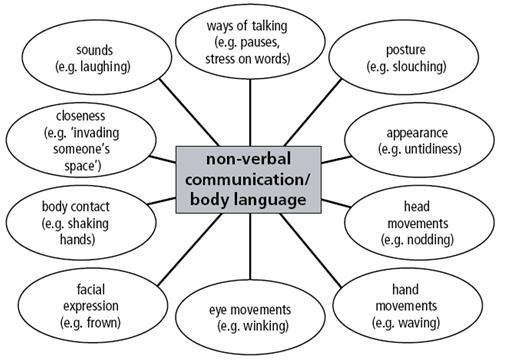 ways of talking
(e.g. pauses,
stress on words)
sounds
(e.g. laughing)
posture
(e.g. slouching)
closeness
(e.g. 'invading
someone's
space')
appearance
(e.g. untidiness)
non-verbal
communication/
body language
body contact
(e.g. shaking
hands)
head
movements
(e.g. nodding)
facial
expression
(e.g. frown)
eye movements
(e.g. winking)
hand
movements
(e.g. waving)